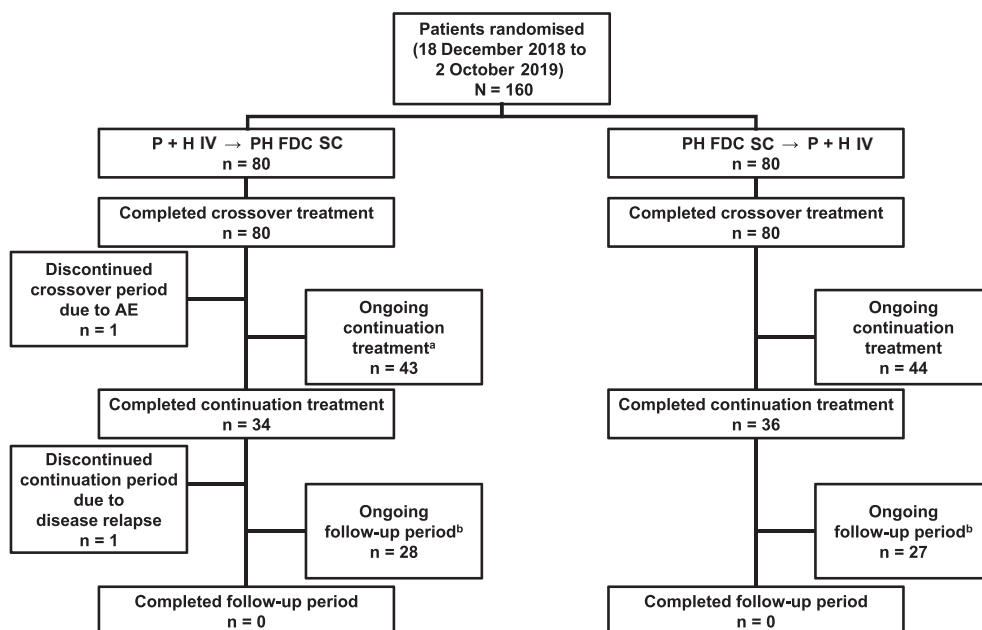 Patients randomised
(18 December 2018 to
2 October 2019)
N = 160
P + H IV → PH FDC SC
n = 80
PH FDC SC → P + H IV
n = 80
Completed crossover treatment
n = 80
Completed crossover treatment
n = 80
Discontinued
crossover period
due to AE
n = 1
Ongoing
continuation
treatmentᵃ
n = 43
Ongoing
continuation
treatment
n = 44
Completed continuation treatment
n = 34
Completed continuation treatment
n = 36
Discontinued
continuation period
due to
disease relapse
n = 1
Ongoing
follow-up periodᵇ
n = 28
Ongoing
follow-up periodᵇ
n = 27
Completed follow-up period
n = 0
Completed follow-up period
n = 0